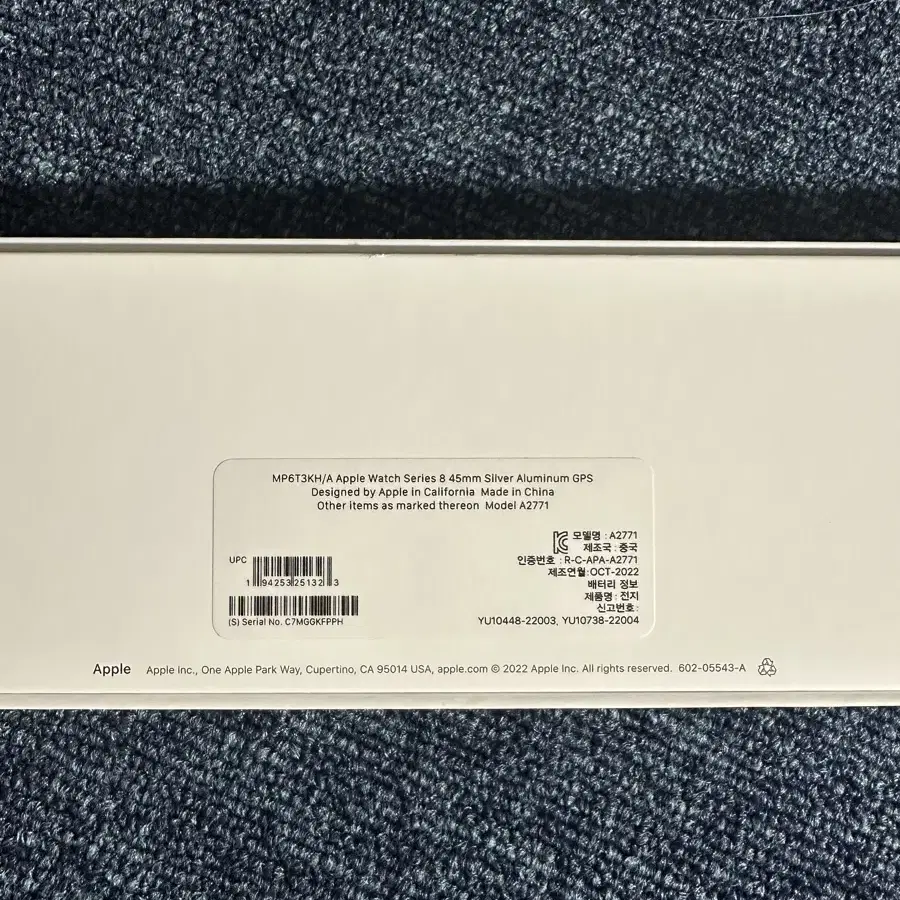 MP6T3KH/A Apple Watch Series 8 45mm Silver Aluminum GPS
Designed by Apple in California Made in China
Other items as marked thereon Model A2771
모델명 : A2771
제조국 : 중국
인증번호 : R-C-APA-A2771
제조연월:OCT-2022
배터리 정보
제품명 : 전지
신고번호:
YU10448-22003, YU10738-22004
UPC
1 94253 25132 3
(S) Serial No. C7MGGKFPPH
Apple Apple Inc., One Apple Park Way, Cupertino, CA 95014 USA, apple.com © 2022 Apple Inc. All rights reserved. 602-05543-A